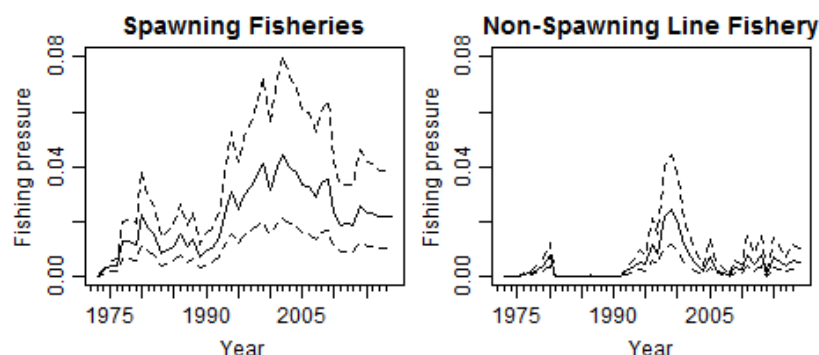 Spawning Fisheries
Non-Spawning Line Fishery
Fishing pressure
0.08
0.04
0.00
1975 1990 2005
Year
Fishing pressure
0.08
0.04
0.00
1975 1990 2005
Year